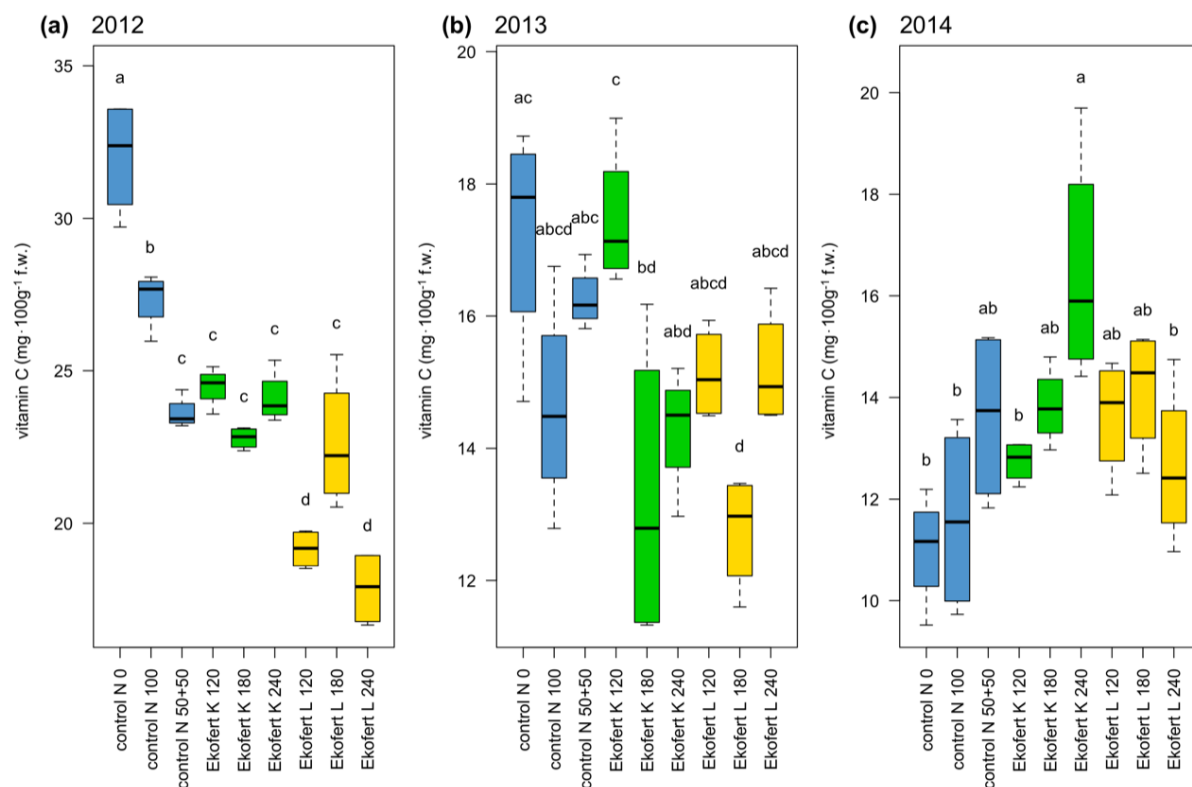 (a) 2012
vitamin C (mg·100g⁻¹ f.w.)
35
30
25
20
a
b
c
c
c
c
d
c
d
control N 0
control N 100
control N 50+50
Ekofert K 120
Ekofert K 180
Ekofert K 240
Ekofert L 120
Ekofert L 180
Ekofert L 240
(b) 2013
vitamin C (mg·100g⁻¹ f.w.)
20
18
16
14
12
ac
abcd
abc
c
bd
abd
abcd
d
abcd
control N 0
control N 100
control N 50+50
Ekofert K 120
Ekofert K 180
Ekofert K 240
Ekofert L 120
Ekofert L 180
Ekofert L 240
(c) 2014
vitamin C (mg·100g⁻¹ f.w.)
20
18
16
14
12
10
b
b
ab
b
ab
a
ab
ab
b
control N 0
control N 100
control N 50+50
Ekofert K 120
Ekofert K 180
Ekofert K 240
Ekofert L 120
Ekofert L 180
Ekofert L 240